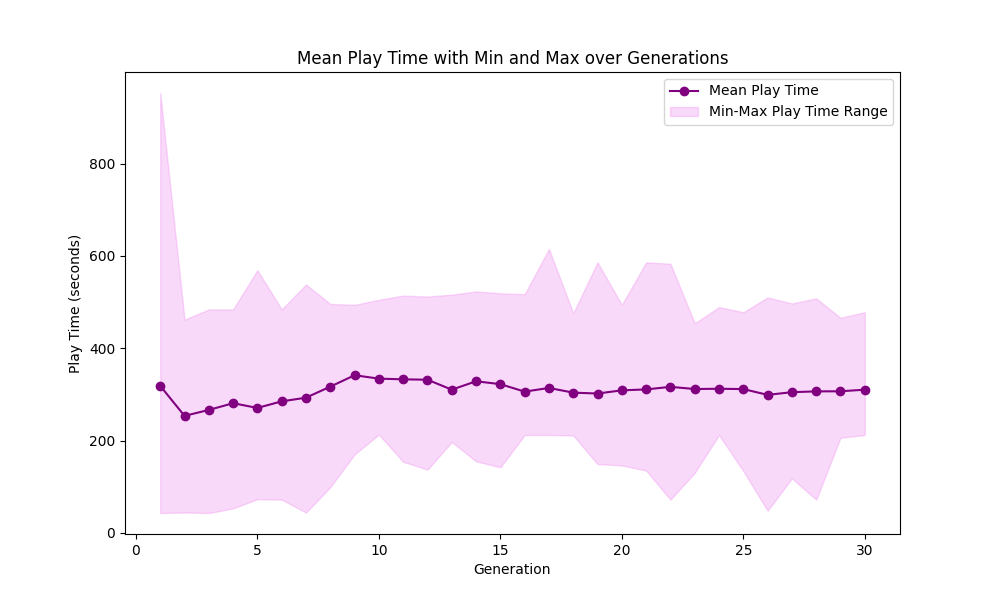 Mean Play Time with Min and Max over Generations
Mean Play Time
Min-Max Play Time Range
Play Time (seconds)
800
600
400
200
0
0 5 10 15 20 25 30
Generation